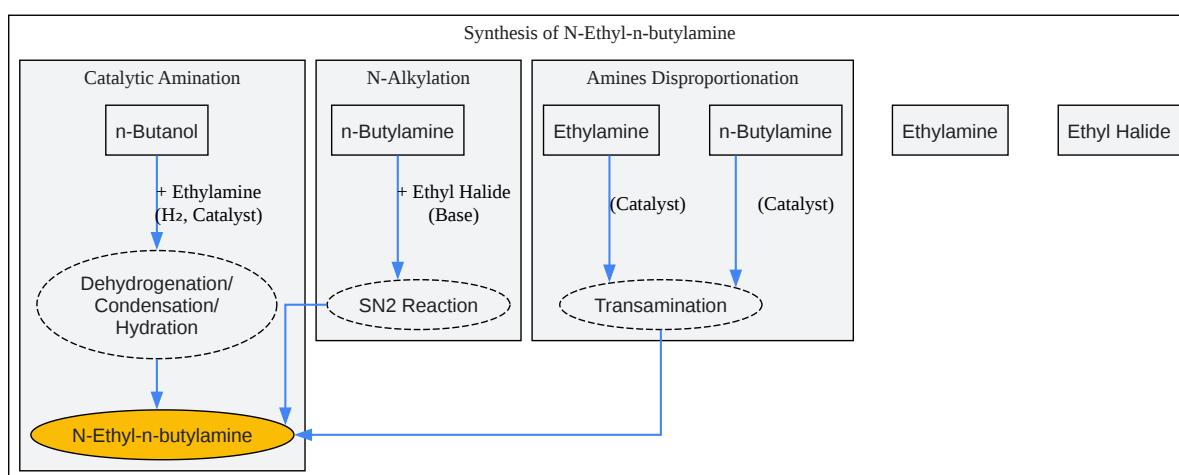 Synthesis of N-Ethyl-n-butylamine
Catalytic Amination
n-Butanol
+ Ethylamine
(H₂, Catalyst)
Dehydrogenation/
Condensation/
Hydration
N-Ethyl-n-butylamine
N-Alkylation
n-Butylamine
+ Ethyl Halide
(Base)
SN2 Reaction
Amines Disproportionation
Ethylamine
n-Butylamine
(Catalyst)
(Catalyst)
Transamination
Ethylamine
Ethyl Halide